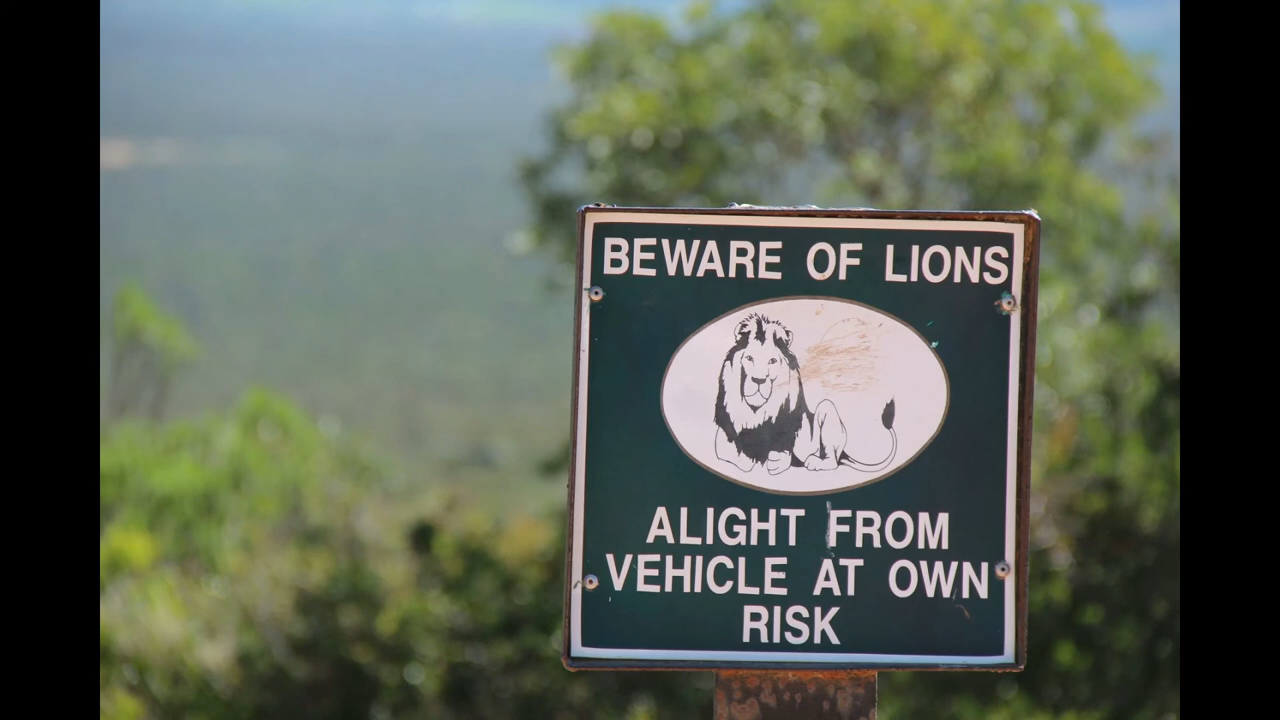 BEWARE OF LIONS
ALIGHT FROM
VEHICLE AT OWN
RISK